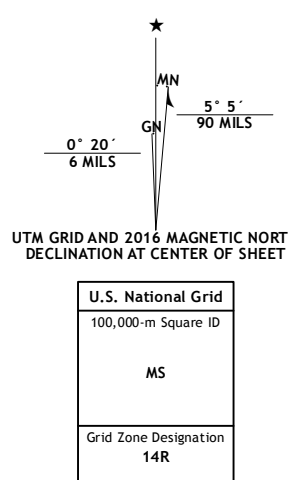 MN
GN
5° 5´
90 MILS
0° 20´
6 MILS
UTM GRID AND 2016 MAGNETIC NORT
DECLINATION AT CENTER OF SHEET
U.S. National Grid
100,000-m Square ID
MS
Grid Zone Designation
14R